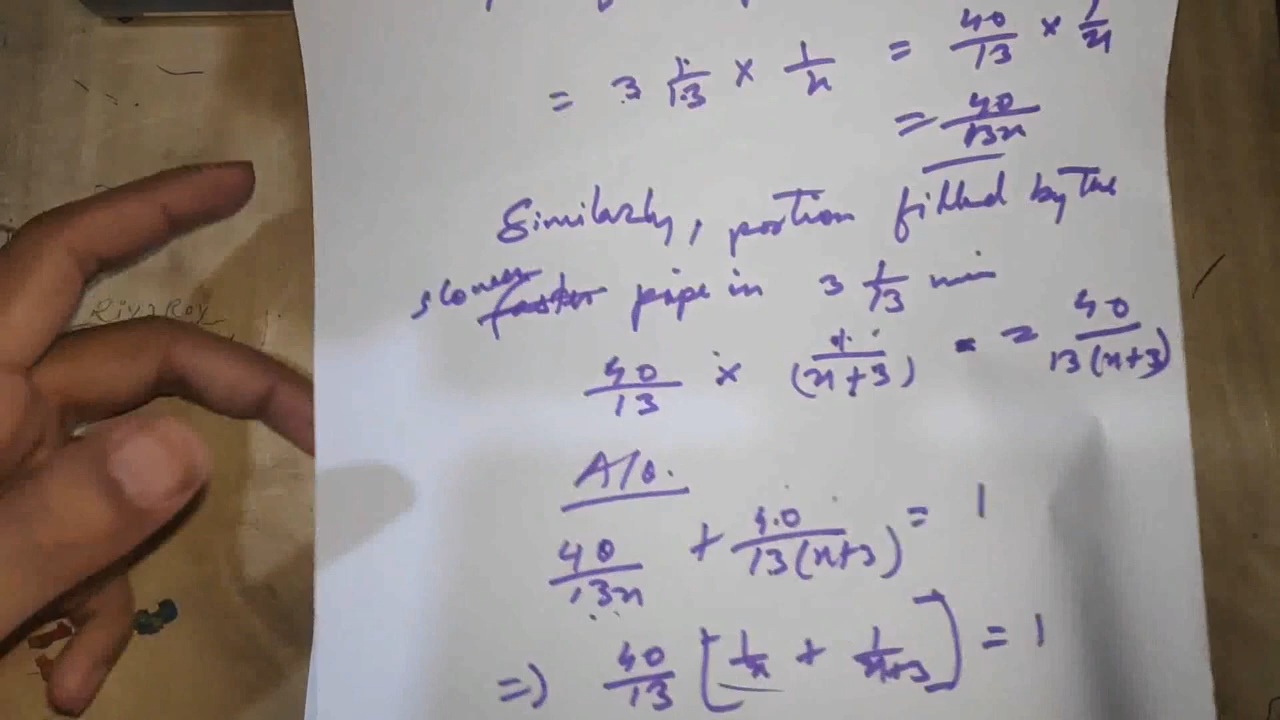 = 3 1/13 × 1/x = 40/13 × 1/x
= 40/13x
Similarly, portion filled by the
slower faster pipe in 3 1/13 min
40/13 × 1/(x+3) = 40/13(x+3)
A/Q.
40/13x + 40/13(x+3) = 1
=) 40/13 [1/x + 1/x+3] = 1
Riya Roy